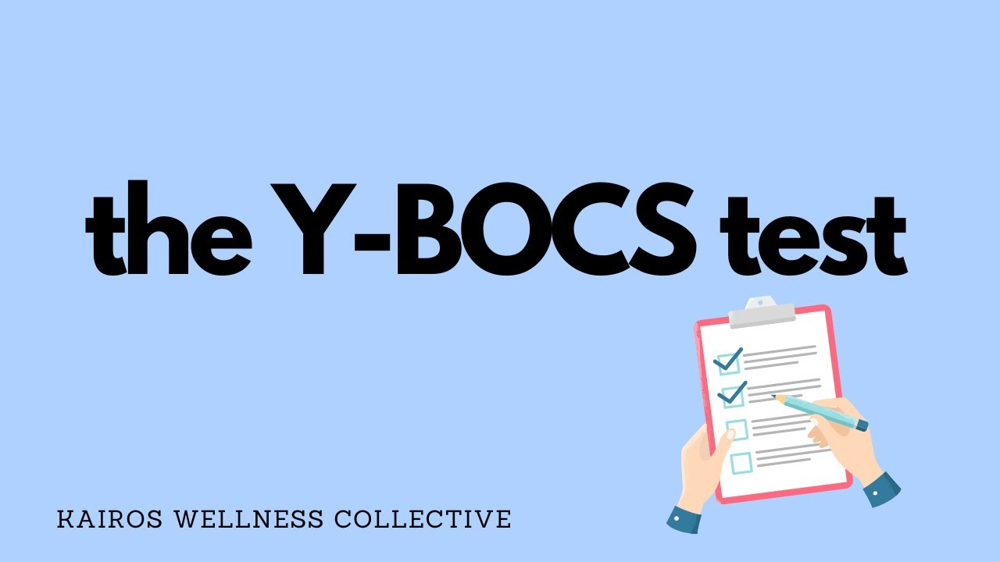 the Y-BOCS test
KAIROS WELLNESS COLLECTIVE